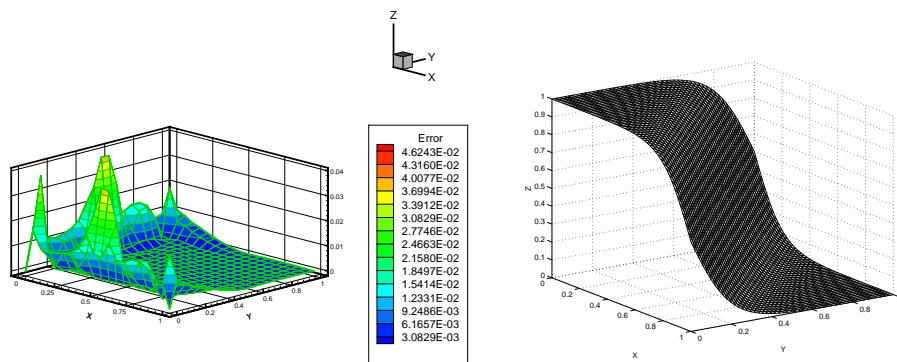 Z
Y
X
Error
4.6243E-02
4.3160E-02
4.0077E-02
3.6994E-02
3.3912E-02
3.0829E-02
2.7746E-02
2.4663E-02
2.1580E-02
1.8497E-02
1.5414E-02
1.2331E-02
9.2486E-03
6.1657E-03
3.0829E-03
0.04
0.03
0.02
0.01
0
0
0.25
0.5
0.75
1
X
0
0.2
0.4
0.6
0.8
1
Y
1
0.9
0.8
0.7
0.6
0.5
0.4
0.3
0.2
0.1
0
Z
0.2
0.4
0.6
0.8
1
X
0
0.2
0.4
0.6
0.8
Y